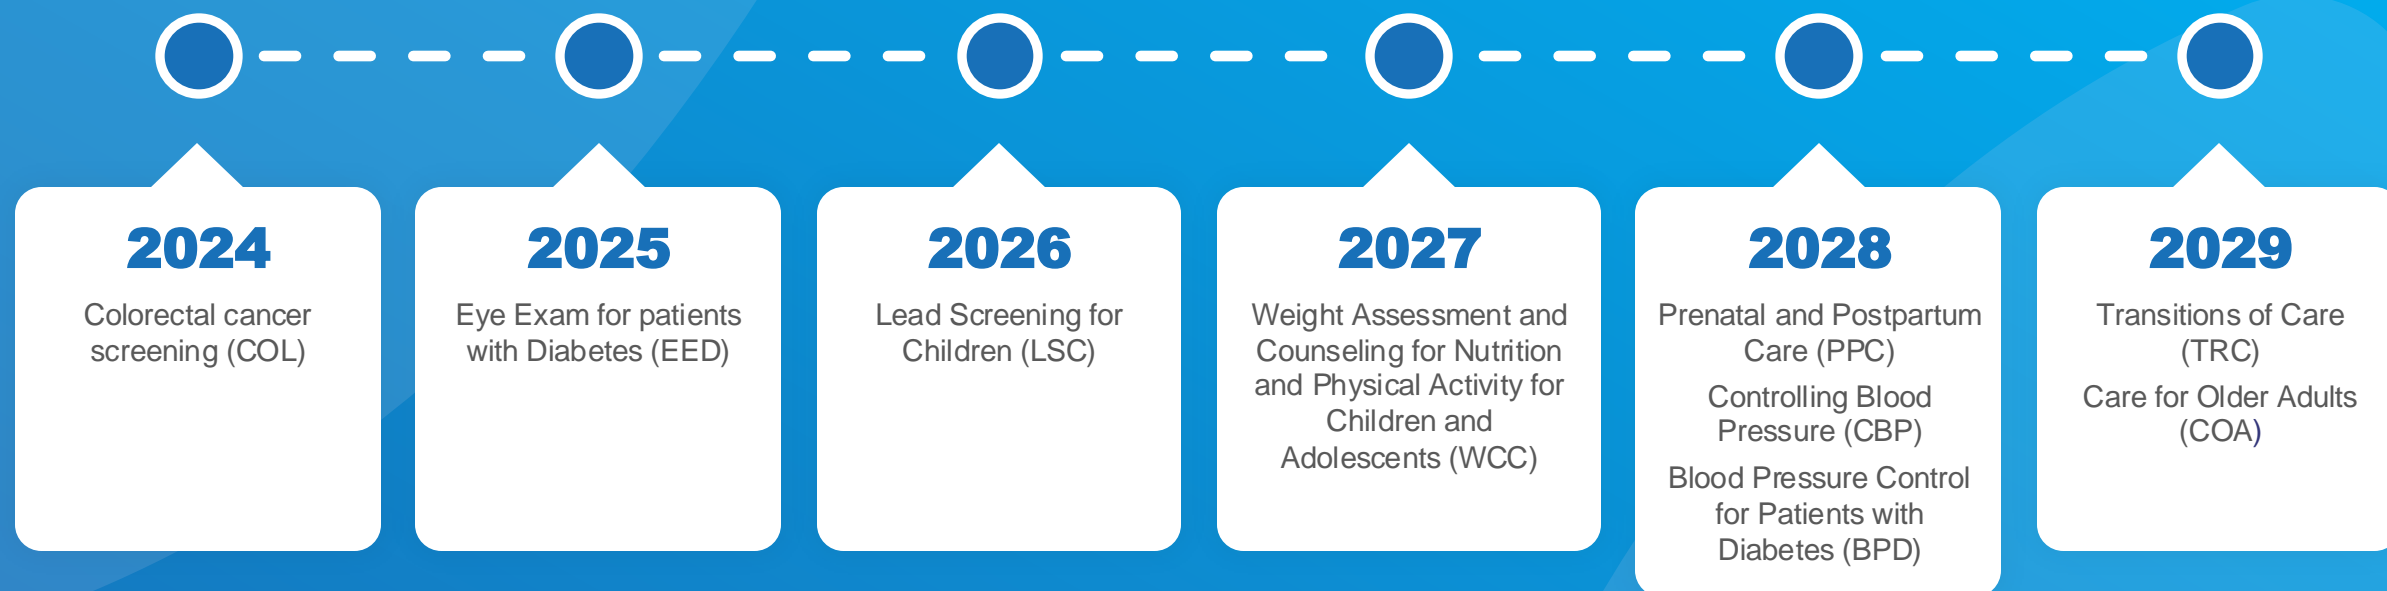 2024
Colorectal cancer
screening (COL)
2025
Eye Exam for patients
with Diabetes (EED)
2026
Lead Screening for
Children (LSC)
2027
Weight Assessment and
Counseling for Nutrition
and Physical Activity for
Children and
Adolescents (WCC)
2028
Prenatal and Postpartum
Care (PPC)
Controlling Blood
Pressure (CBP)
Blood Pressure Control
for Patients with
Diabetes (BPD)
2029
Transitions of Care
(TRC)
Care for Older Adults
(COA)